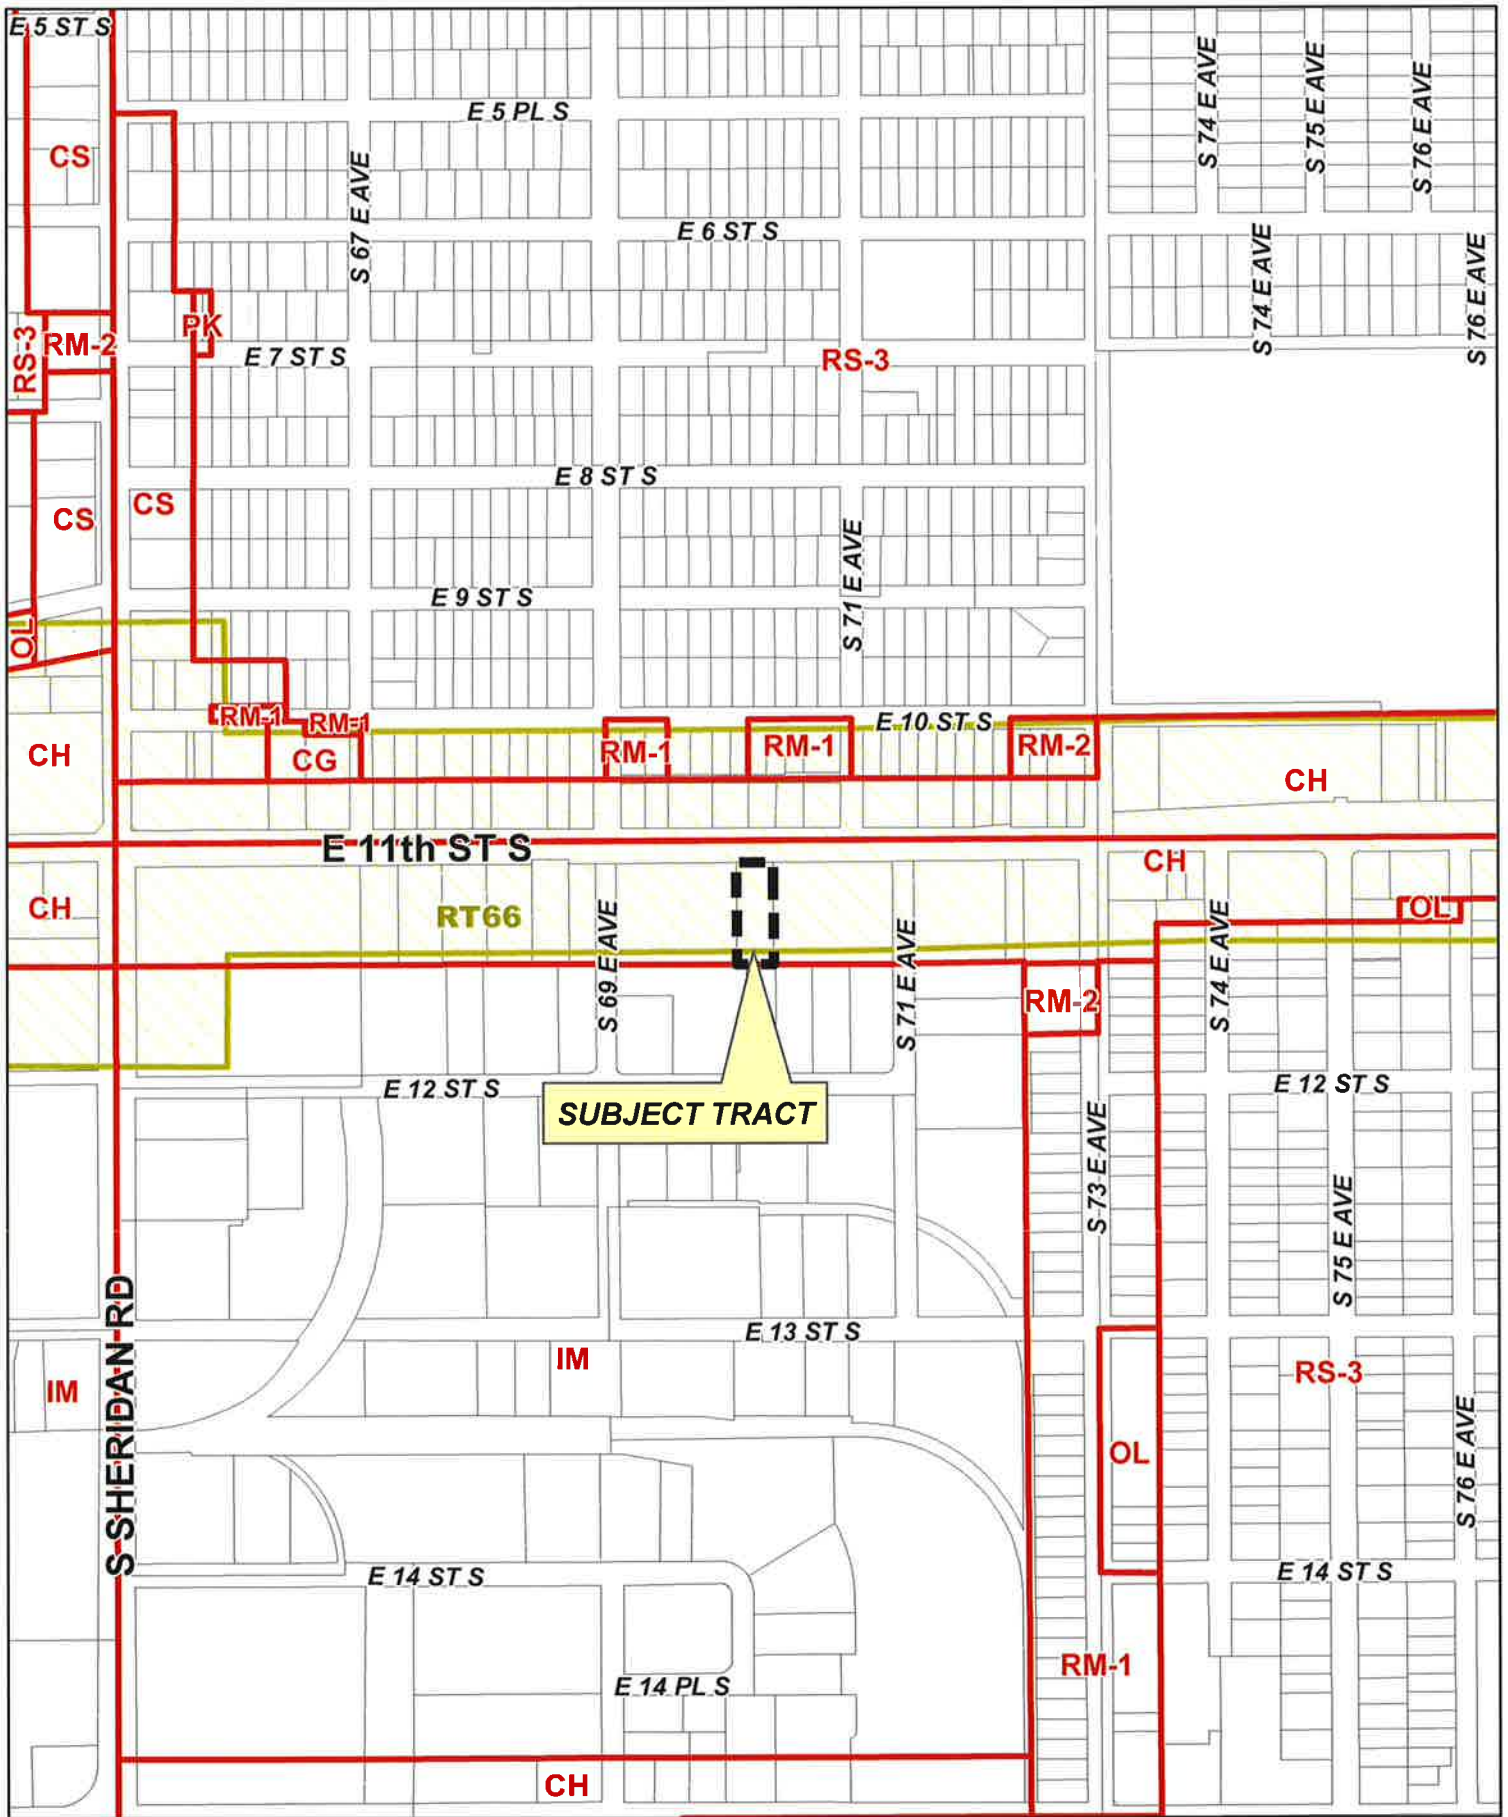 E 5 ST S
S 74 E AVE
S 75 E AVE
S 76 E AVE
E 5 PL S
CS
S 67 E AVE
E 6 ST S
S 74 E AVE
S 76 E AVE
PK
RS-3
RM-2
E 7 ST S
RS-3
E 8 ST S
CS
CS
S 71 E AVE
E 9 ST S
OL
RM-1
RM-1
E 10 ST S
CH
CG
RM-1
RM-1
RM-2
CH
E 11th ST S
CH
CH
RT66
OL
S 69 E AVE
S 71 E AVE
S 74 E AVE
RM-2
E 12 ST S
SUBJECT TRACT
E 12 ST S
S 73 E AVE
S 75 E AVE
S SHERIDAN RD
E 13 ST S
IM
IM
RS-3
OL
S 76 E AVE
E 14 ST S
E 14 ST S
RM-1
E 14 PL S
CH